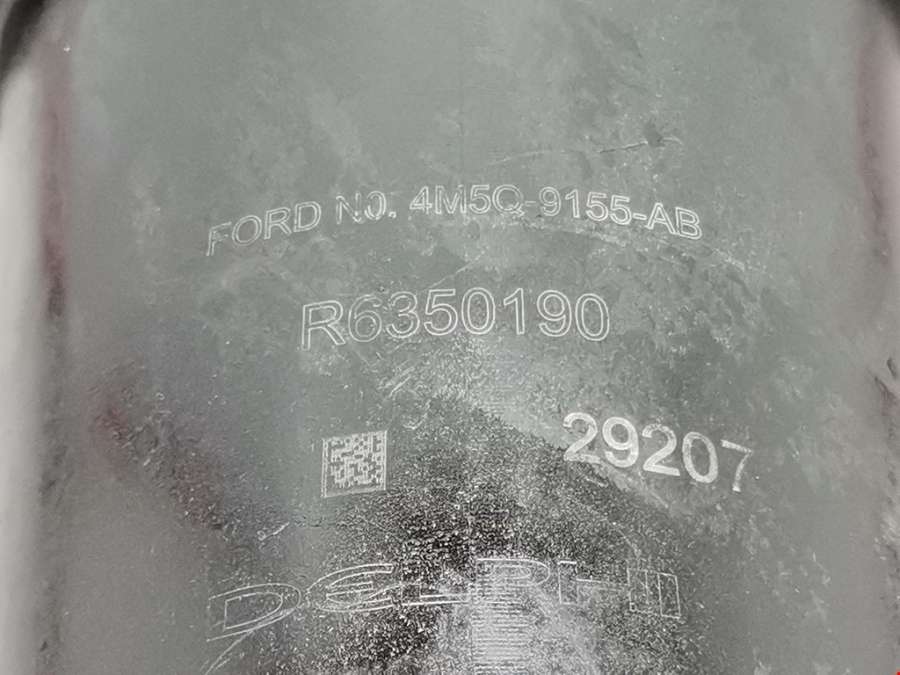 FORD NO. 4M5Q-9155-AB
R6350190
29207
DELPHI